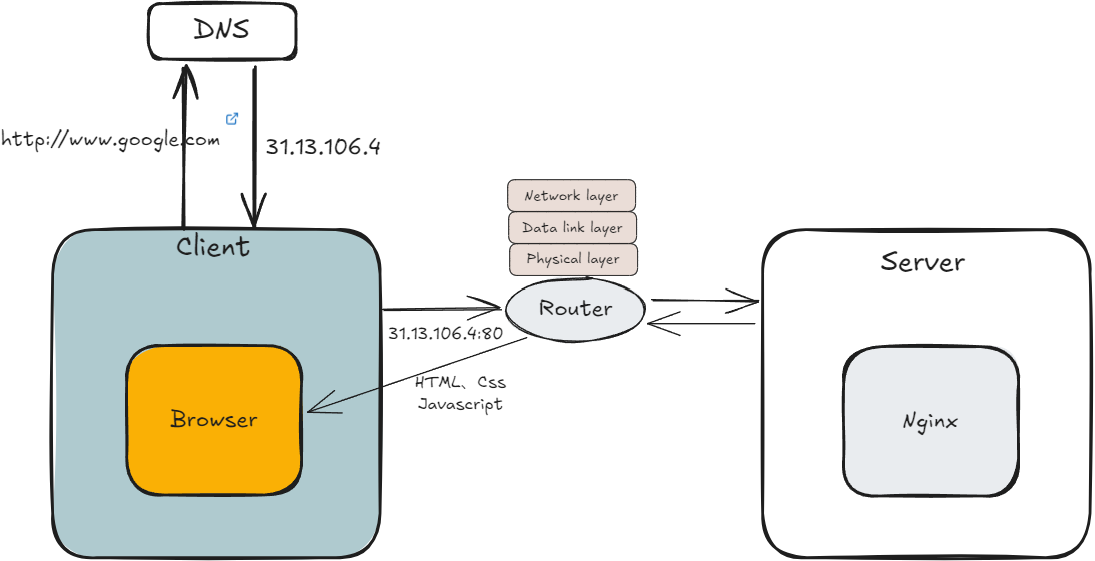 DNS
http://www.google.com
31.13.106.4
Network layer
Data link layer
Physical layer
Client
Server
Router
31.13.106.4:80
HTML、Css
Javascript
Browser
Nginx